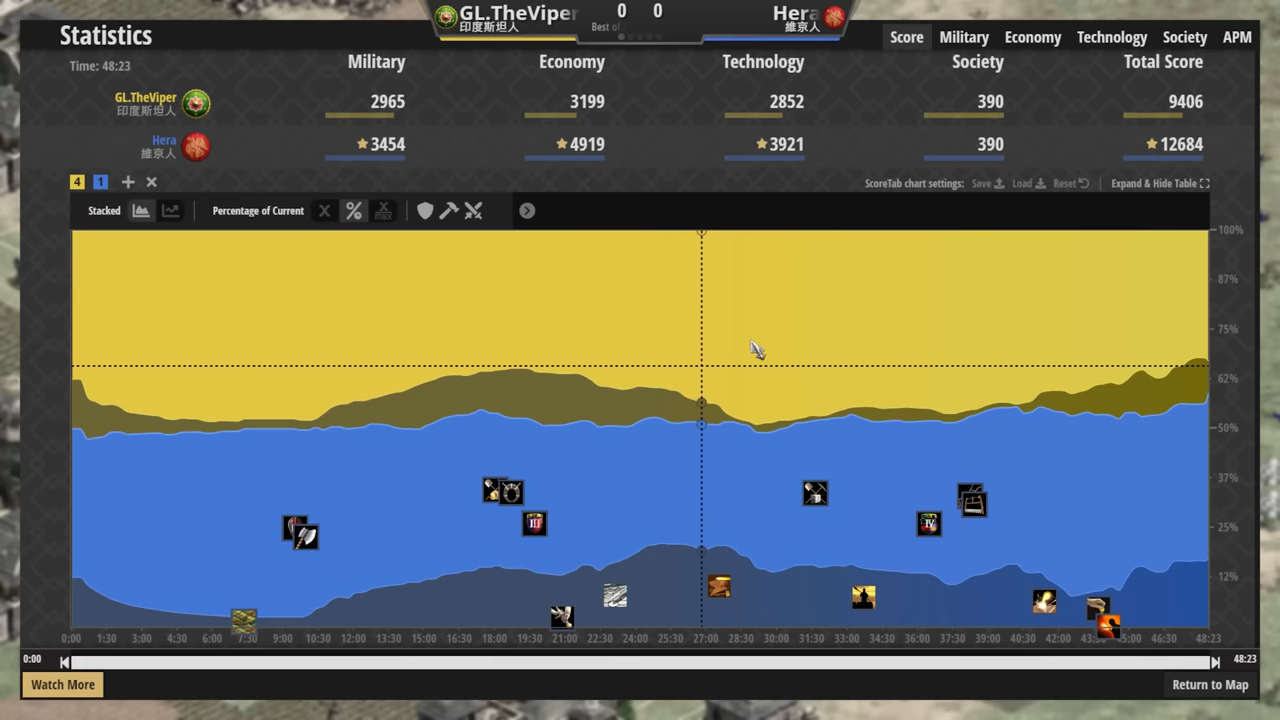 GL.TheViper 0 0 Hera
印度斯坦人 Best of 維京人
Statistics Score Military Economy Technology Society APM
Time: 48:23 Military Economy Technology Society Total Score
GL.TheViper 2965 3199 2852 390 9406
印度斯坦人
Hera 3454 4919 3921 390 12684
維京人
4 1 ScoreTab chart settings: Save Load Reset Expand & Hide Table
Stacked Percentage of Current X % X max
100%
87%
75%
62%
50%
37%
III IV 25%
12%
0:00 1:30 3:00 4:30 6:00 7:30 9:00 10:30 12:00 13:30 15:00 16:30 18:00 19:30 21:00 22:30 24:00 25:30 27:00 28:30 30:00 31:30 33:00 34:30 36:00 37:30 39:00 40:30 42:00 43:30 45:00 46:30 48:23
0:00 48:23
Watch More Return to Map